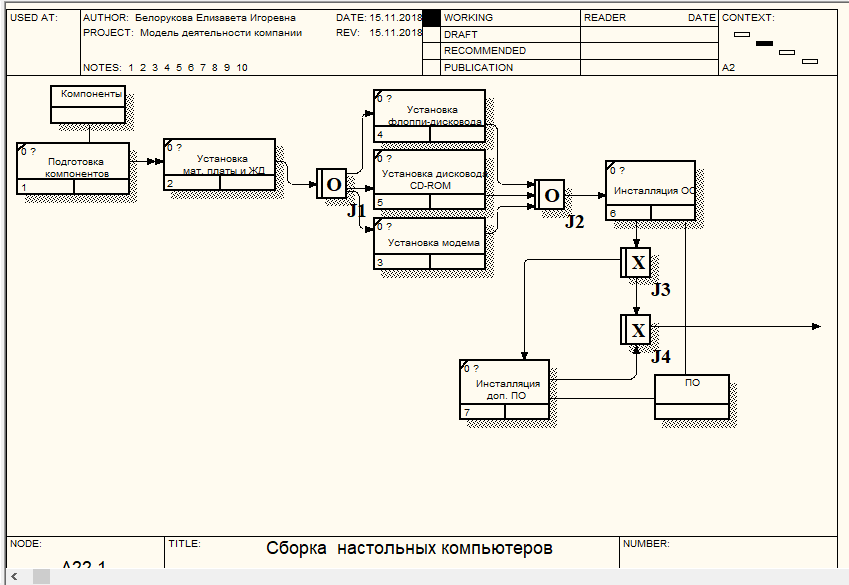 USED AT:
AUTHOR: Белорукова Елизавета Игоревна
DATE: 15.11.2018
PROJECT: Модель деятельности компании
REV: 15.11.2018
NOTES: 1 2 3 4 5 6 7 8 9 10
WORKING
DRAFT
RECOMMENDED
PUBLICATION
READER
DATE
CONTEXT:
A2
Компоненты
0 ?
Подготовка
компонентов
1
0 ?
Установка
мат. платы и ЖД
2
O
J1
0 ?
Установка
флоппи-дисковода
4
0 ?
Установка дисковода
CD-ROM
5
0 ?
Установка модема
3
O
J2
0 ?
Инсталляция ОС
6
X
J3
X
J4
0 ?
Инсталляция
доп. ПО
7
ПО
NODE:
A22.1
TITLE:
Сборка настольных компьютеров
NUMBER: